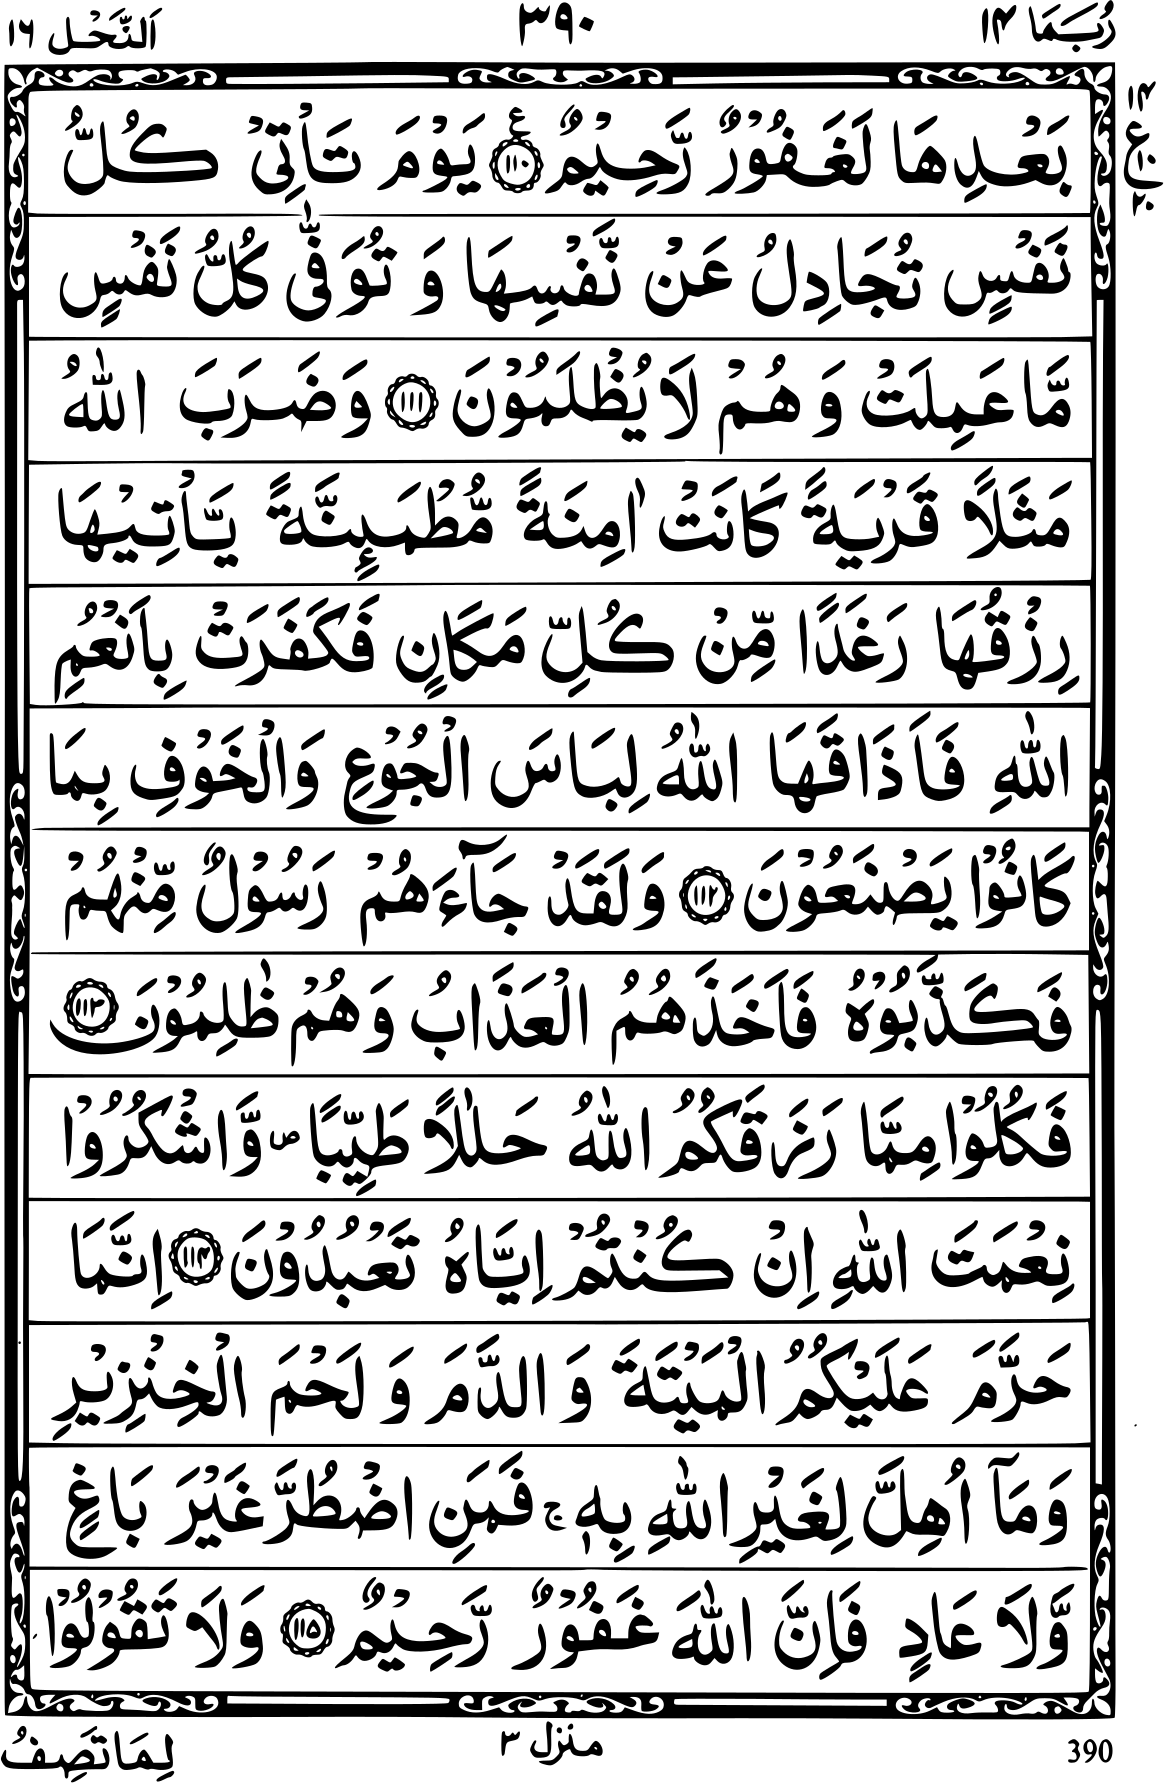 رُبَمَا ١٤
٣٩٠
اَلنَّحْل ١٦
١٤
ع
٢٠
بَعْدِهَا لَغَفُوْرٌ رَّحِيْمٌ ﴿١١٠﴾ ع يَوْمَ تَاْتِيْ كُلُّ
نَفْسٍ تُجَادِلُ عَنْ نَّفْسِهَا وَ تُوَفّٰى كُلُّ نَفْسٍ
مَّا عَمِلَتْ وَ هُمْ لَا يُظْلَمُوْنَ ﴿١١١﴾ وَضَرَبَ اللّٰهُ
مَثَلًا قَرْيَةً كَانَتْ اٰمِنَةً مُّطْمَىِٕنَّةً يَّاْتِيْهَا
رِزْقُهَا رَغَدًا مِّنْ كُلِّ مَكَانٍ فَكَفَرَتْ بِاَنْعُمِ
اللّٰهِ فَاَذَاقَهَا اللّٰهُ لِبَاسَ الْجُوْعِ وَالْخَوْفِ بِمَا
كَانُوْا يَصْنَعُوْنَ ﴿١١٢﴾ وَلَقَدْ جَآءَهُمْ رَسُوْلٌ مِّنْهُمْ
فَكَذَّبُوْهُ فَاَخَذَهُمُ الْعَذَابُ وَهُمْ ظٰلِمُوْنَ ﴿١١٣﴾
فَكُلُوْا مِمَّا رَزَقَكُمُ اللّٰهُ حَلٰلًا طَيِّبًا ص وَّاشْكُرُوْا
نِعْمَتَ اللّٰهِ اِنْ كُنْتُمْ اِيَّاهُ تَعْبُدُوْنَ ﴿١١٤﴾ اِنَّمَا
حَرَّمَ عَلَيْكُمُ الْمَيْتَةَ وَ الدَّمَ وَ لَحْمَ الْخِنْزِيْرِ
وَمَآ اُهِلَّ لِغَيْرِ اللّٰهِ بِهٖ ج فَمَنِ اضْطُرَّ غَيْرَ بَاغٍ
وَّلَا عَادٍ فَاِنَّ اللّٰهَ غَفُوْرٌ رَّحِيْمٌ ﴿١١٥﴾ وَلَا تَقُوْلُوْا
لِمَا تَصِفُ
منزل ٣
390